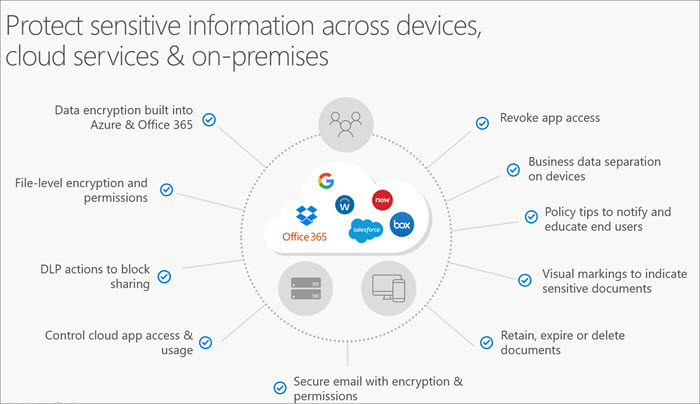 Protect sensitive information across devices,
cloud services & on-premises
Data encryption built into
Azure & Office 365
File-level encryption and
permissions
DLP actions to block
sharing
Control cloud app access &
usage
Secure email with encryption &
permissions
Revoke app access
Business data separation
on devices
Policy tips to notify and
educate end users
Visual markings to indicate
sensitive documents
Retain, expire or delete
documents
G
W
now
Office 365
salesforce
box